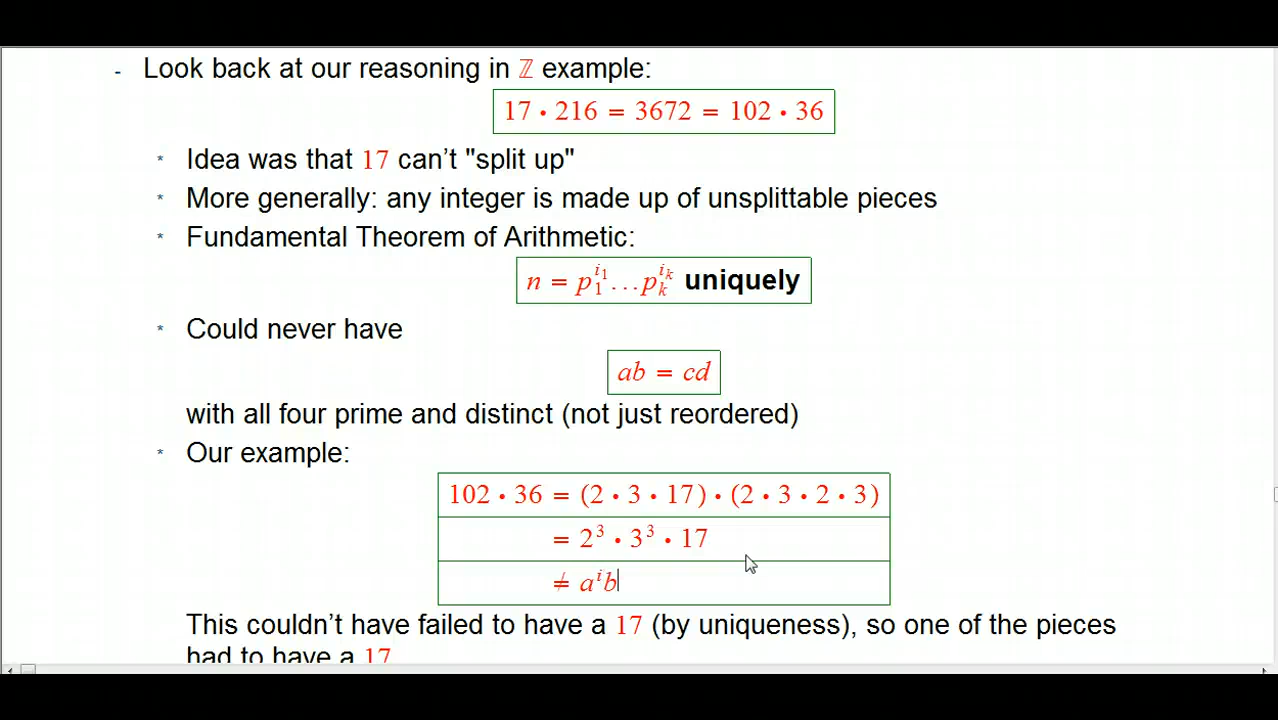 - Look back at our reasoning in ℤ example:
17 · 216 = 3672 = 102 · 36
* Idea was that 17 can't "split up"
* More generally: any integer is made up of unsplittable pieces
* Fundamental Theorem of Arithmetic:
n = p₁^{i₁}…p_k^{i_k} uniquely
* Could never have
ab = cd
with all four prime and distinct (not just reordered)
* Our example:
102 · 36 = (2 · 3 · 17) · (2 · 3 · 2 · 3)
= 2³ · 3³ · 17
≠ aⁱb
This couldn't have failed to have a 17 (by uniqueness), so one of the pieces
had to have a 17